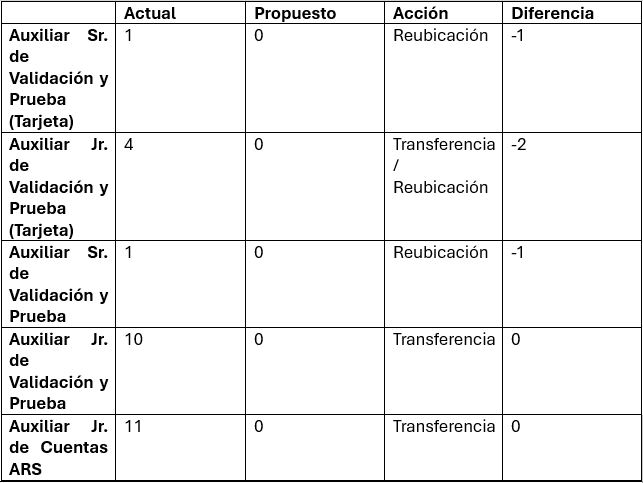 Actual Propuesto Acción Diferencia
Auxiliar Sr. 1 0 Reubicación -1
de
Validación y
Prueba
(Tarjeta)
Auxiliar Jr. 4 0 Transferencia -2
de /
Validación y Reubicación
Prueba
(Tarjeta)
Auxiliar Sr. 1 0 Reubicación -1
de
Validación y
Prueba
Auxiliar Jr. 10 0 Transferencia 0
de
Validación y
Prueba
Auxiliar Jr. 11 0 Transferencia 0
de Cuentas
ARS